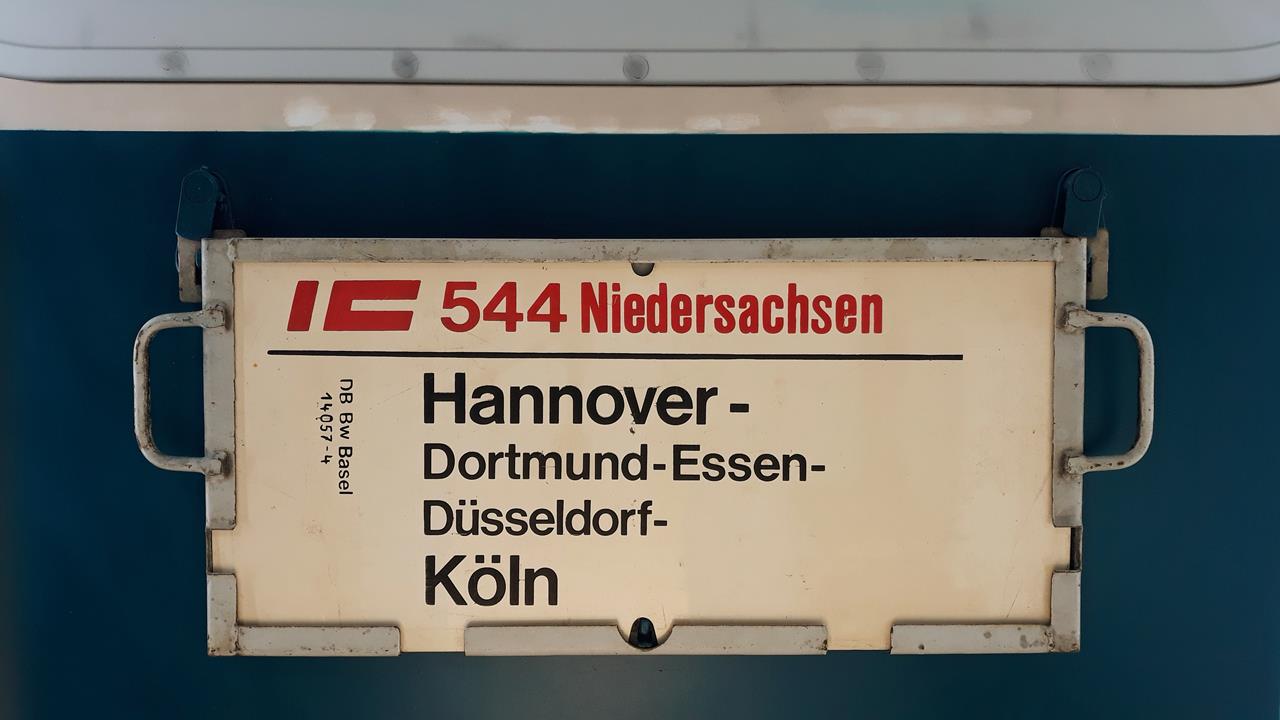 IC 544 Niedersachsen
Hannover -
Dortmund-Essen-
Düsseldorf-
Köln
DB Bw Basel
14057-4